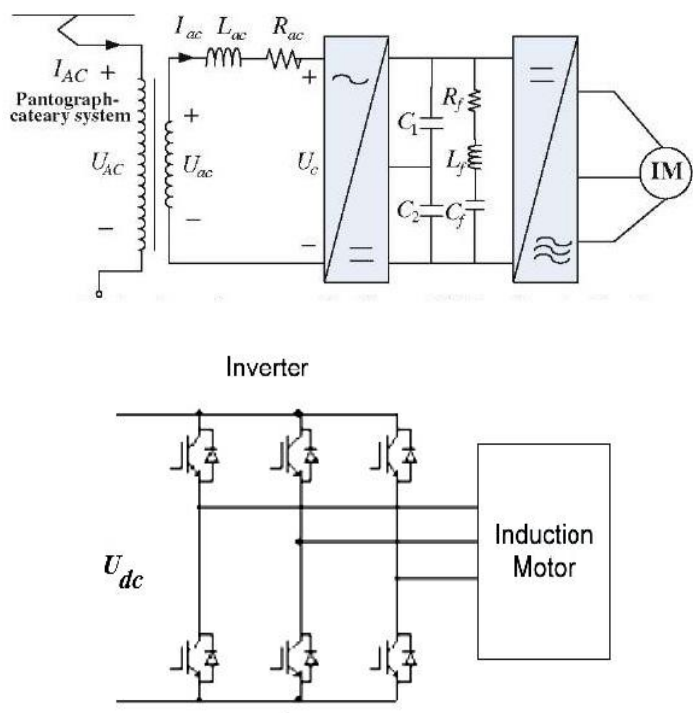 I_ac L_ac R_ac
I_AC +
Pantograph-
cateary system
U_AC
−
+
U_ac
−
+
U_c
−
C_1
C_2
R_f
L_f
C_f
IM
Inverter
U_dc
Induction
Motor